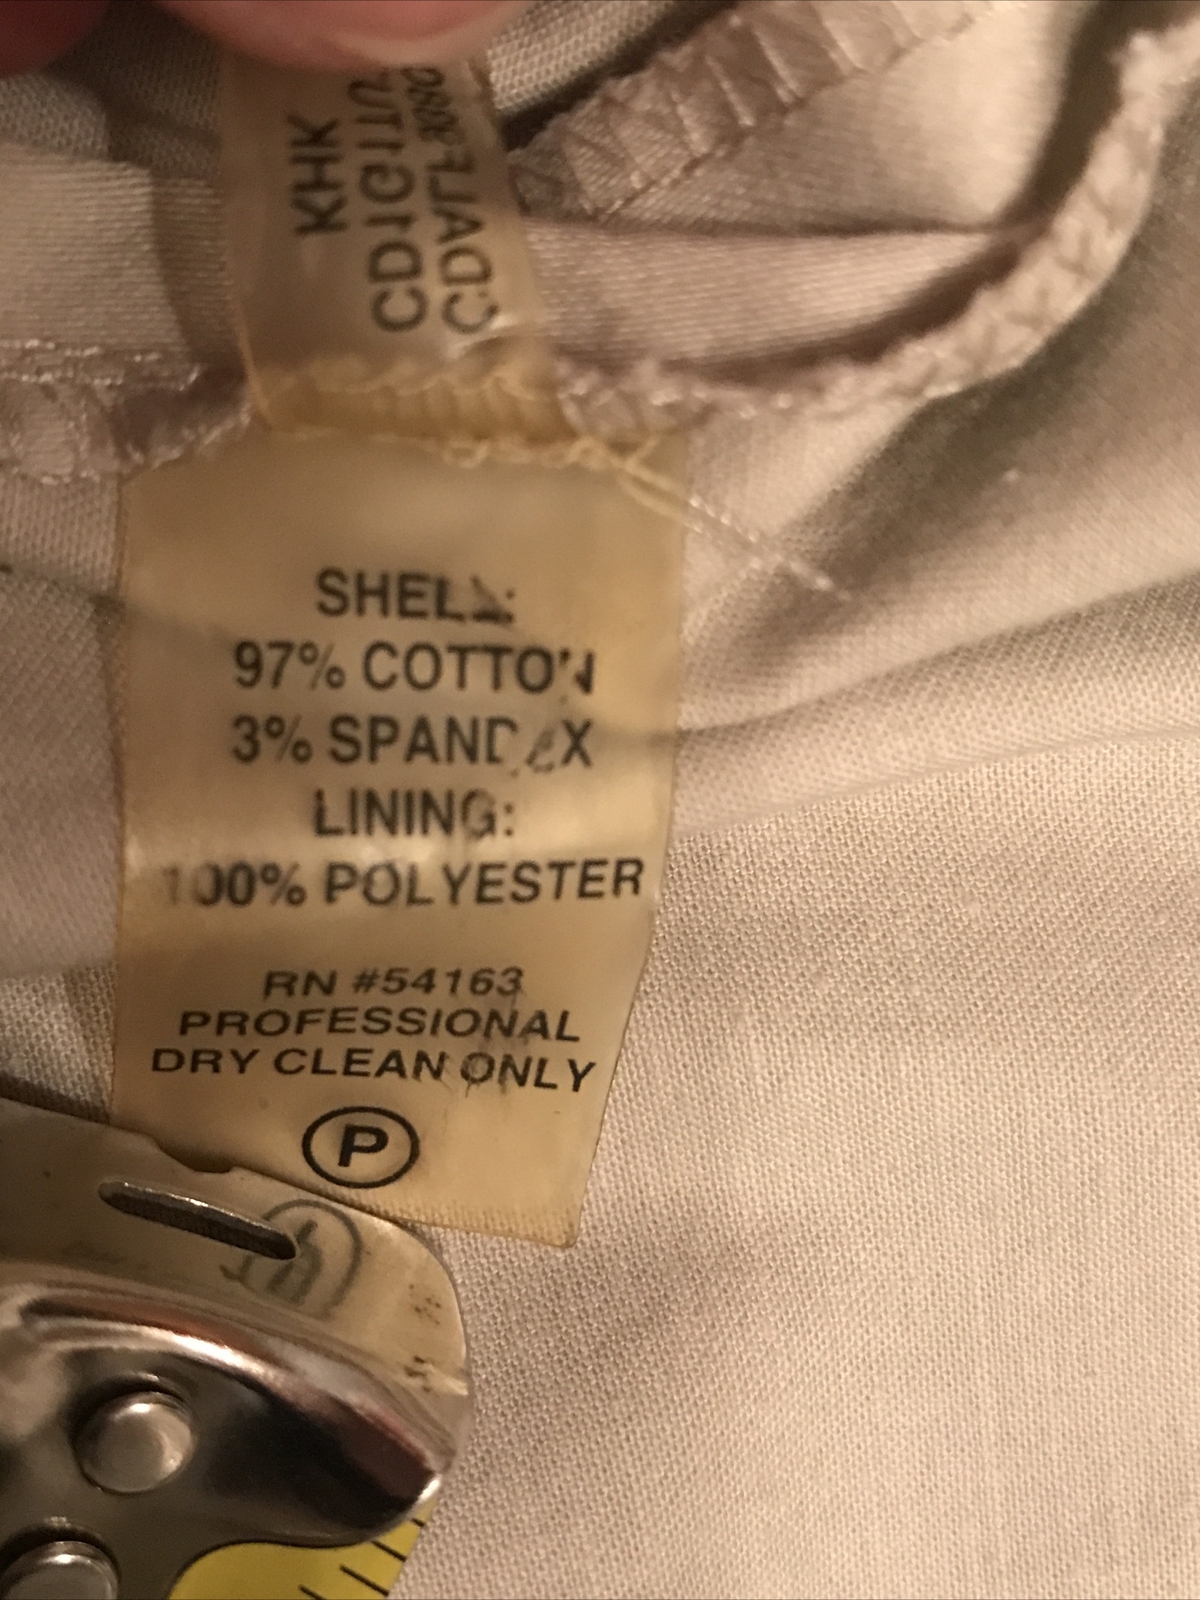 KHK
SHELL:
97% COTTON
3% SPANDEX
LINING:
100% POLYESTER
RN #54163
PROFESSIONAL
DRY CLEAN ONLY
P